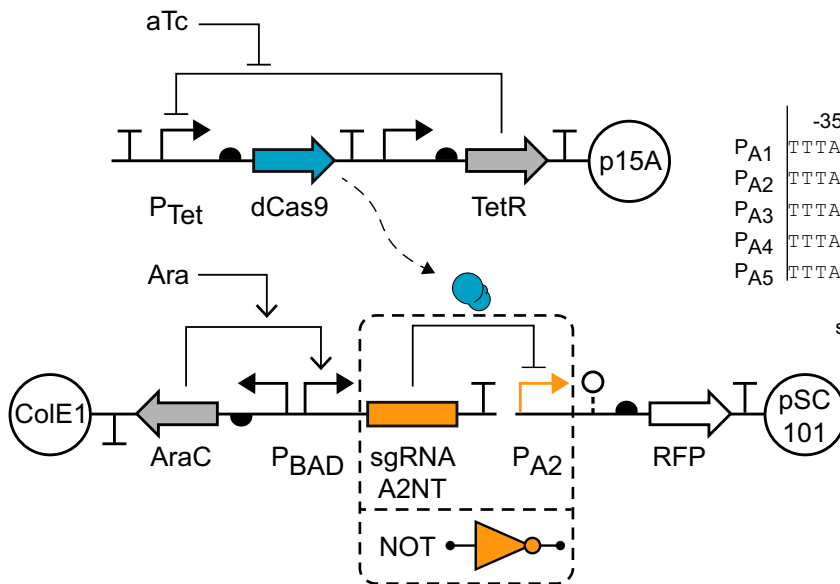 aTc
-35
PTet
dCas9
TetR
p15A
PA1 TTTA
PA2 TTTA
PA3 TTTA
PA4 TTTA
PA5 TTTA
Ara
s
ColE1
AraC
PBAD
sgRNA
A2NT
PA2
RFP
pSC
101
NOT